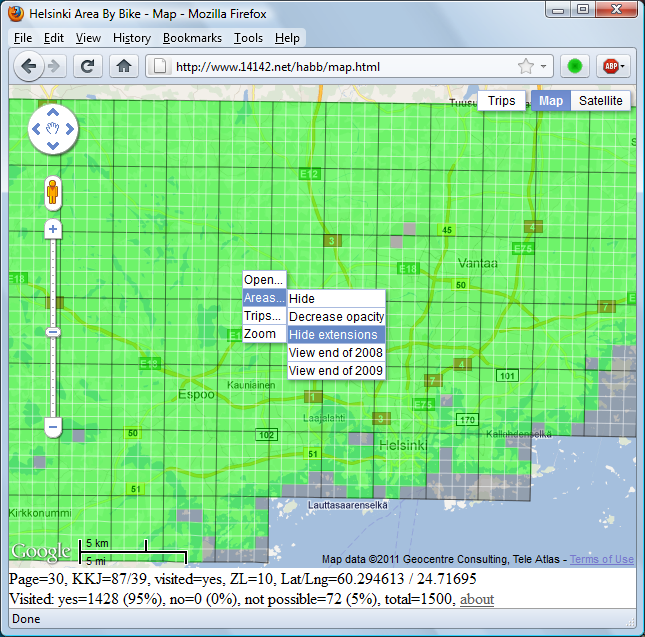 Helsinki Area By Bike - Map - Mozilla Firefox
File Edit View History Bookmarks Tools Help
http://www.14142.net/habb/map.html
ABP
Tuusu
Trips
Map
Satellite
E12
3
45
4
E75
E18
Vantaa
50
E18
7
Open...
Areas...
Trips...
Zoom
Hide
Decrease opacity
Hide extensions
View end of 2008
View end of 2009
4
E18
Kauniainen
7
101
Espoo
1
E75
Laajalahti
3
170
50
102
Helsinki
Kallahdenselkä
51
51
Lauttasaarenselkä
Kirkkonummi
Google
5 km
5 mi
Map data ©2011 Geocentre Consulting, Tele Atlas - Terms of Use
Page=30, KKJ=87/39, visited=yes, ZL=10, Lat/Lng=60.294613 / 24.71695
Visited: yes=1428 (95%), no=0 (0%), not possible=72 (5%), total=1500, about
Done